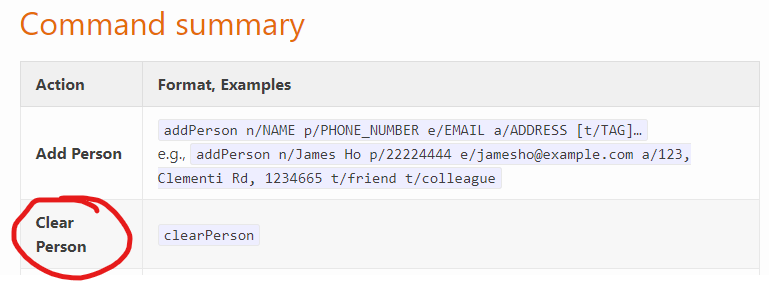 Command summary
Action Format, Examples
addPerson n/NAME p/PHONE_NUMBER e/EMAIL a/ADDRESS [t/TAG]…
Add Person e.g., addPerson n/James Ho p/22224444 e/jamesho@example.com a/123,
Clementi Rd, 1234665 t/friend t/colleague
Clear
Person
clearPerson